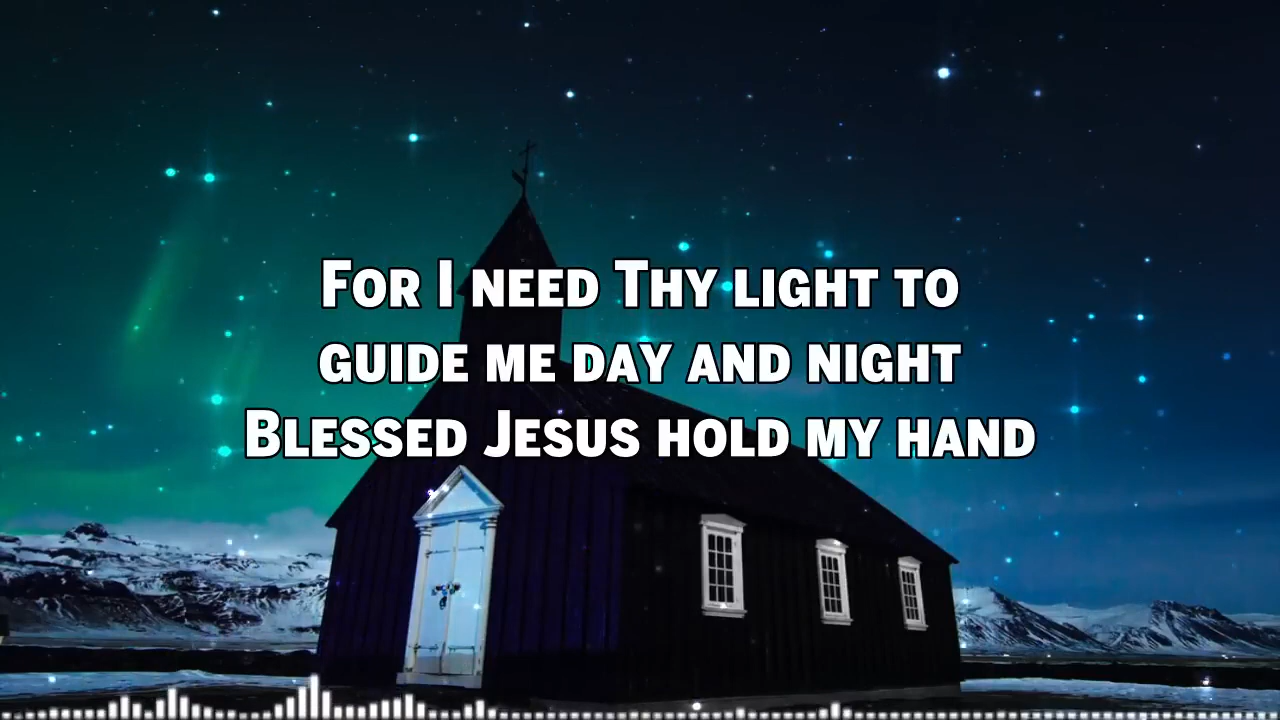 For I need Thy light to
guide me day and night
Blessed Jesus hold my hand